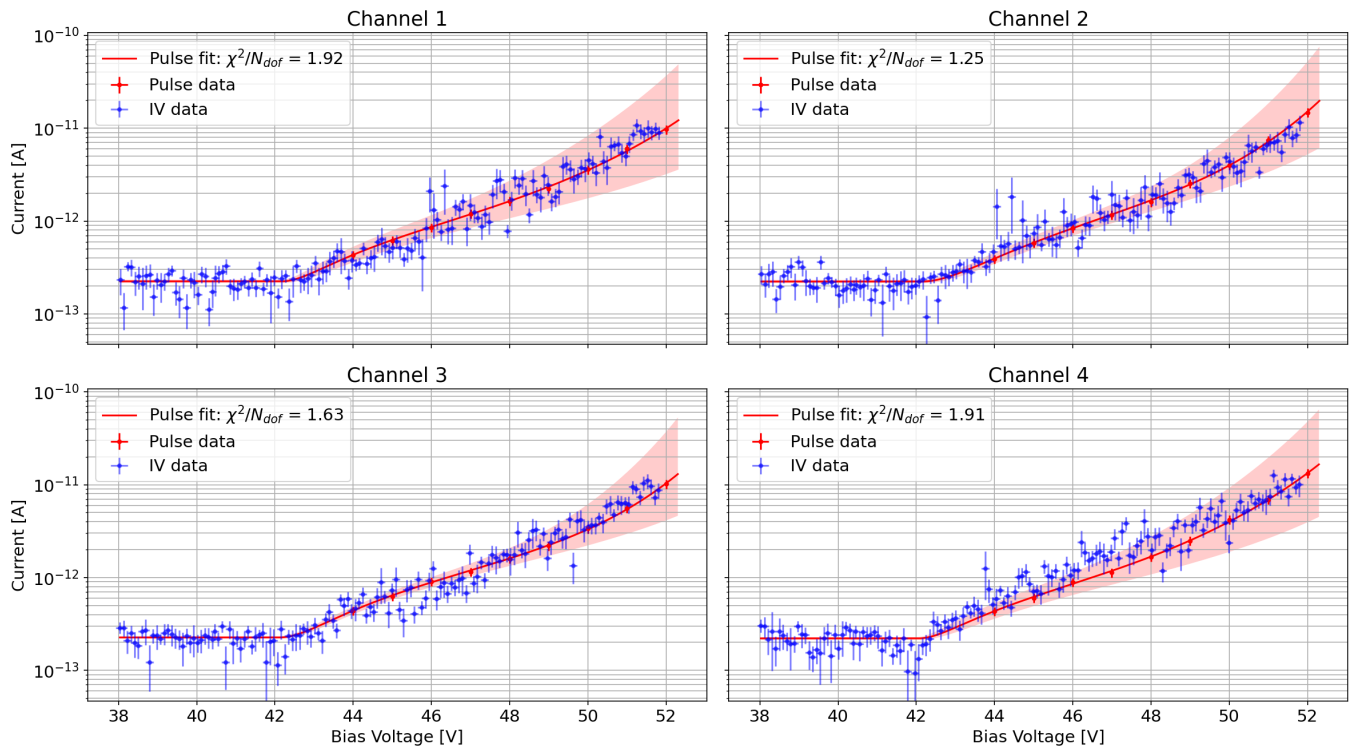 Channel 1
Channel 2
10⁻¹⁰
10⁻¹¹
10⁻¹²
10⁻¹³
Current [A]
Pulse fit: χ²/N_dof = 1.92
Pulse data
IV data
Pulse fit: χ²/N_dof = 1.25
Pulse data
IV data
Channel 3
Channel 4
10⁻¹⁰
10⁻¹¹
10⁻¹²
10⁻¹³
Current [A]
Pulse fit: χ²/N_dof = 1.63
Pulse data
IV data
Pulse fit: χ²/N_dof = 1.91
Pulse data
IV data
38 40 42 44 46 48 50 52
38 40 42 44 46 48 50 52
Bias Voltage [V]
Bias Voltage [V]